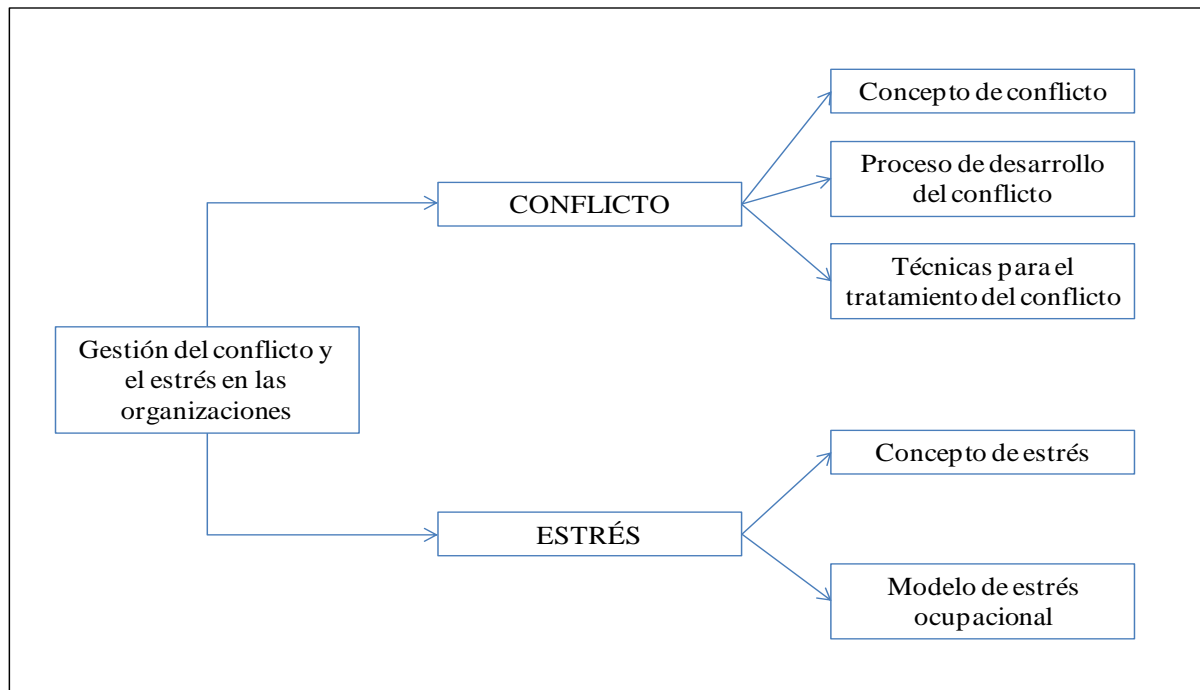 Concepto de conflicto
Proceso de desarrollo
del conflicto
CONFLICTO
Técnicas para el
tratamiento del conflicto
Gestión del conflicto y
el estrés en las
organizaciones
Concepto de estrés
ESTRÉS
Modelo de estrés
ocupacional